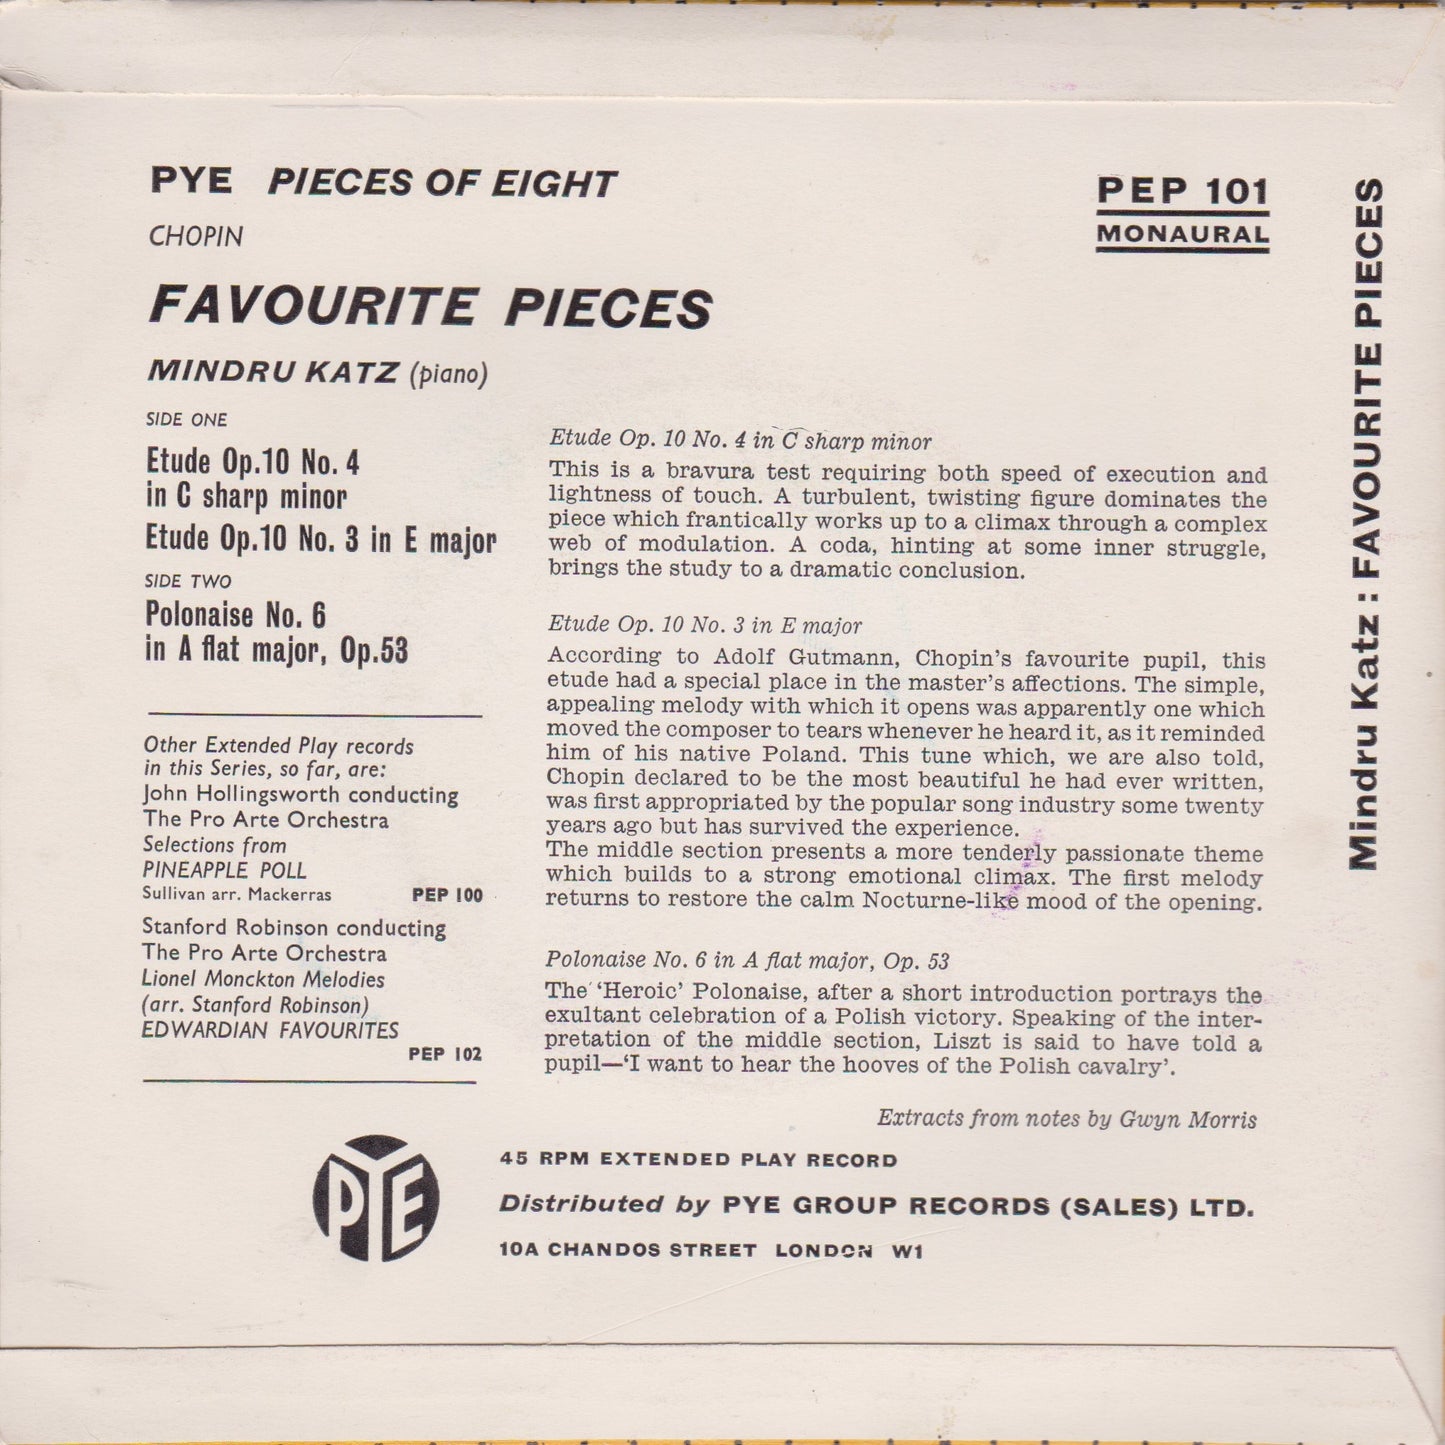 PYE PIECES OF EIGHT
CHOPIN
FAVOURITE PIECES
MINDRU KATZ (piano)
PEP 101
MONAURAL
SIDE ONE
Etude Op.10 No. 4
in C sharp minor
Etude Op.10 No. 3 in E major
SIDE TWO
Polonaise No. 6
in A flat major, Op.53
Other Extended Play records
in this Series, so far, are:
John Hollingsworth conducting
The Pro Arte Orchestra
Selections from
PINEAPPLE POLL
Sullivan arr. Mackerras PEP 100
Stanford Robinson conducting
The Pro Arte Orchestra
Lionel Monckton Melodies
(arr. Stanford Robinson)
EDWARDIAN FAVOURITES
PEP 102
Etude Op. 10 No. 4 in C sharp minor
This is a bravura test requiring both speed of execution and
lightness of touch. A turbulent, twisting figure dominates the
piece which frantically works up to a climax through a complex
web of modulation. A coda, hinting at some inner struggle,
brings the study to a dramatic conclusion.
Etude Op. 10 No. 3 in E major
According to Adolf Gutmann, Chopin's favourite pupil, this
etude had a special place in the master's affections. The simple,
appealing melody with which it opens was apparently one which
moved the composer to tears whenever he heard it, as it reminded
him of his native Poland. This tune which, we are also told,
Chopin declared to be the most beautiful he had ever written,
was first appropriated by the popular song industry some twenty
years ago but has survived the experience.
The middle section presents a more tenderly passionate theme
which builds to a strong emotional climax. The first melody
returns to restore the calm Nocturne-like mood of the opening.
Polonaise No. 6 in A flat major, Op. 53
The 'Heroic' Polonaise, after a short introduction portrays the
exultant celebration of a Polish victory. Speaking of the inter-
pretation of the middle section, Liszt is said to have told a
pupil—'I want to hear the hooves of the Polish cavalry'.
Extracts from notes by Gwyn Morris
PYE
45 RPM EXTENDED PLAY RECORD
Distributed by PYE GROUP RECORDS (SALES) LTD.
10A CHANDOS STREET LONDON W1
Mindru Katz : FAVOURITE PIECES